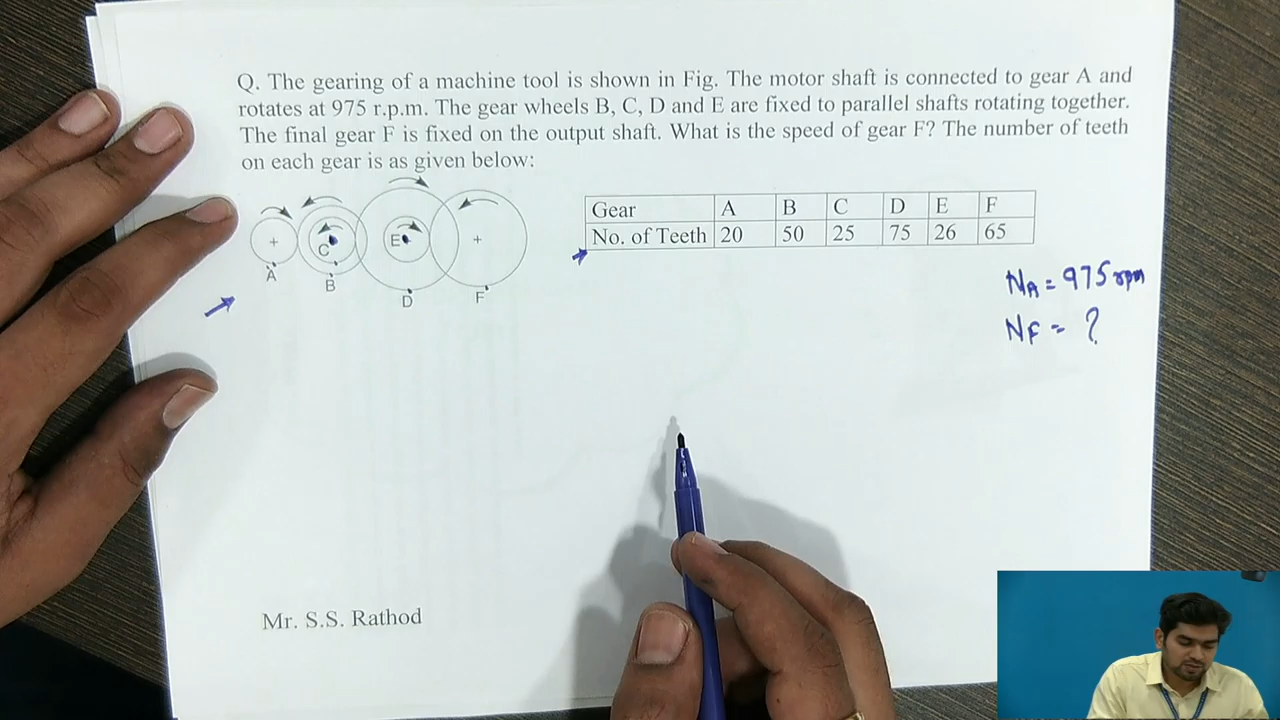 Q. The gearing of a machine tool is shown in Fig. The motor shaft is connected to gear A and
rotates at 975 r.p.m. The gear wheels B, C, D and E are fixed to parallel shafts rotating together.
The final gear F is fixed on the output shaft. What is the speed of gear F? The number of teeth
on each gear is as given below:
A
B
C
D
E
F
Gear A B C D E F
No. of Teeth 20 50 25 75 26 65
NA = 975 rpm
NF = ?
Mr. S.S. Rathod